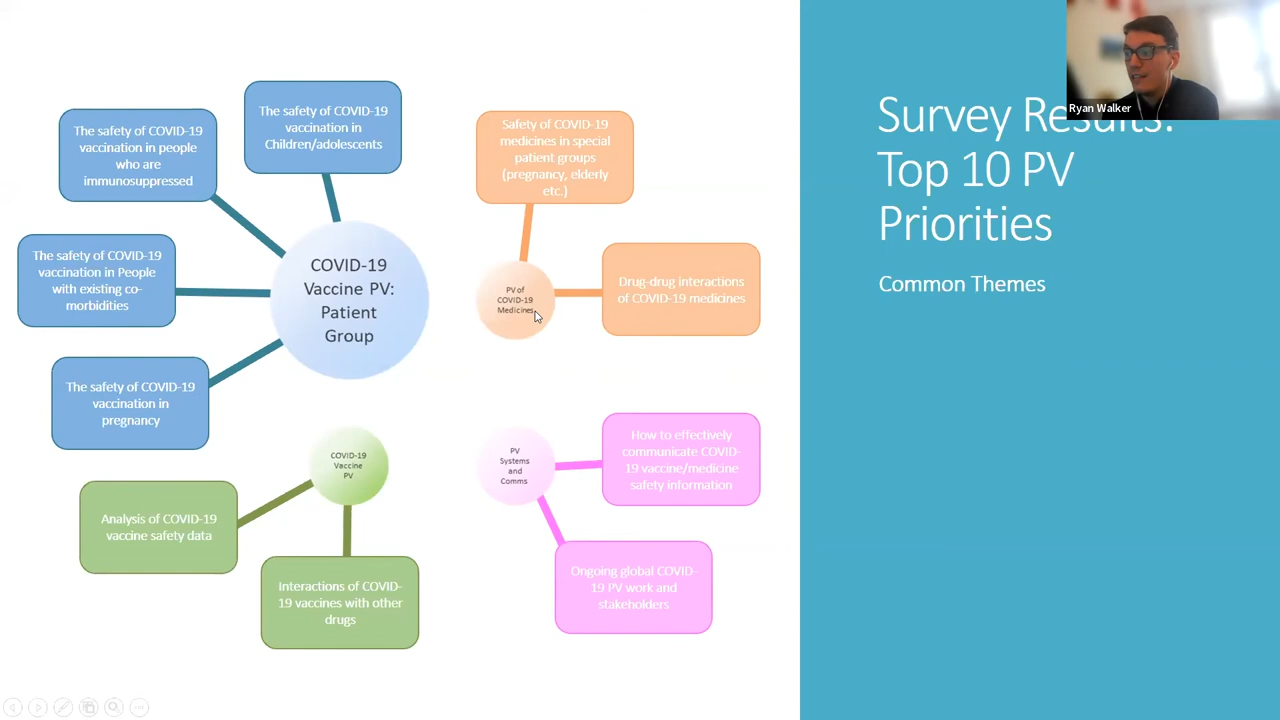 The safety of COVID-19
vaccination in
Children/adolescents
The safety of COVID-19
vaccination in people
who are
immunosuppressed
The safety of COVID-19
vaccination in People
with existing co-
morbidities
The safety of COVID-19
vaccination in
pregnancy
COVID-19
Vaccine PV:
Patient
Group
Safety of COVID-19
medicines in special
patient groups
(pregnancy, elderly
etc.)
PV of
COVID-19
Medicines
Drug-drug interactions
of COVID-19 medicines
COVID-19
Vaccine
PV
Analysis of COVID-19
vaccine safety data
Interactions of COVID-
19 vaccines with other
drugs
PV
Systems
and
Comms
How to effectively
communicate COVID-
19 vaccine/medicine
safety information
Ongoing global COVID-
19 PV work and
stakeholders
Ryan Walker
Survey Results:
Top 10 PV
Priorities
Common Themes